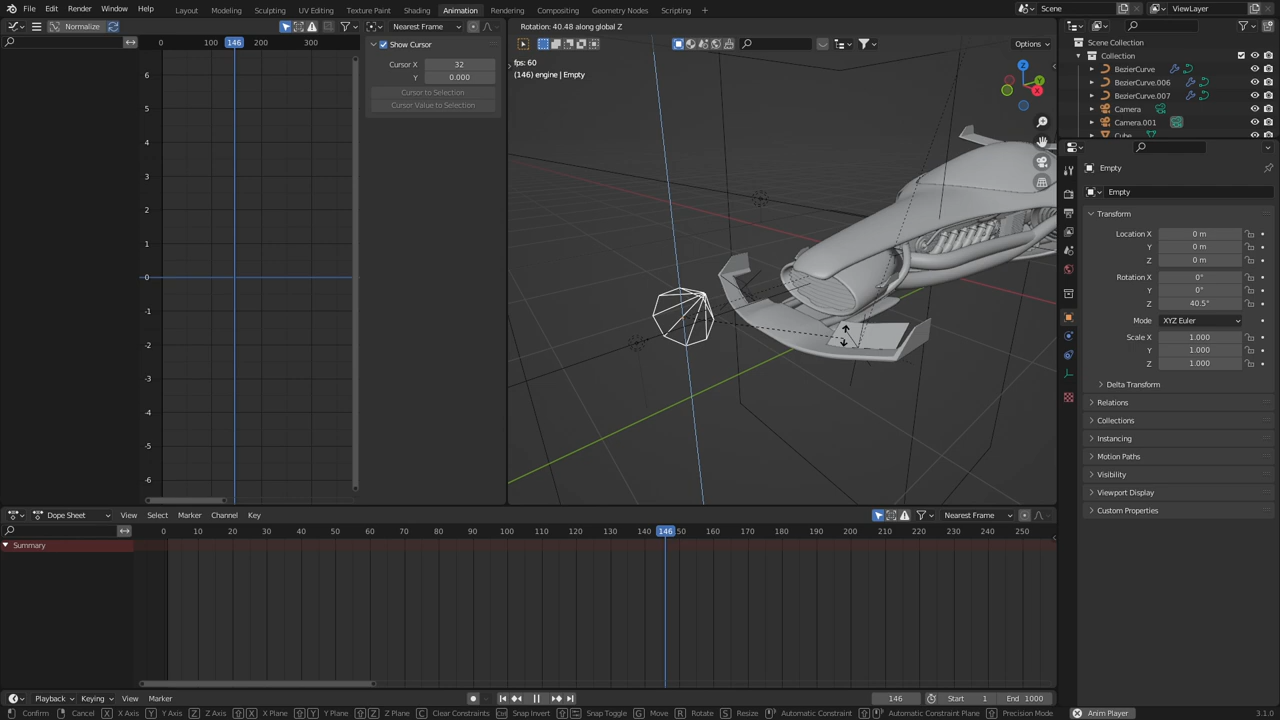 File Edit Render Window Help Layout Modeling Sculpting UV Editing Texture Paint Shading Animation Rendering Compositing Geometry Nodes Scripting + Scene ViewLayer
Normalize Nearest Frame
Rotation: 40.48 along global Z
Options
0 100 146 200 300
6
5
4
3
2
1
0
-1
-2
-3
-4
-5
-6
Show Cursor
Cursor X 32
Y 0.000
Cursor to Selection
Cursor Value to Selection
fps: 60
(146) engine | Empty
Z
Y
X
Scene Collection
Collection
BezierCurve
BezierCurve.006
BezierCurve.007
Camera
Camera.001
Cube
Empty
Empty
Transform
Location X 0 m
Y 0 m
Z 0 m
Rotation X 0°
Y 0°
Z 40.5°
Mode XYZ Euler
Scale X 1.000
Y 1.000
Z 1.000
Delta Transform
Relations
Collections
Instancing
Motion Paths
Visibility
Viewport Display
Custom Properties
Dope Sheet View Select Marker Channel Key Nearest Frame
0 10 20 30 40 50 60 70 80 90 100 110 120 130 140 146 50 160 170 180 190 200 210 220 230 240 250
Summary
Playback Keying View Marker 146 Start 1 End 1000
Confirm Cancel X X Axis Y Y Axis Z Z Axis X X Plane Y Y Plane Z Z Plane C Clear Constraints Snap Invert Snap Toggle G Move R Rotate S Resize Automatic Constraint Automatic Constraint Plane Precision Mode Anim Player 3.1.0